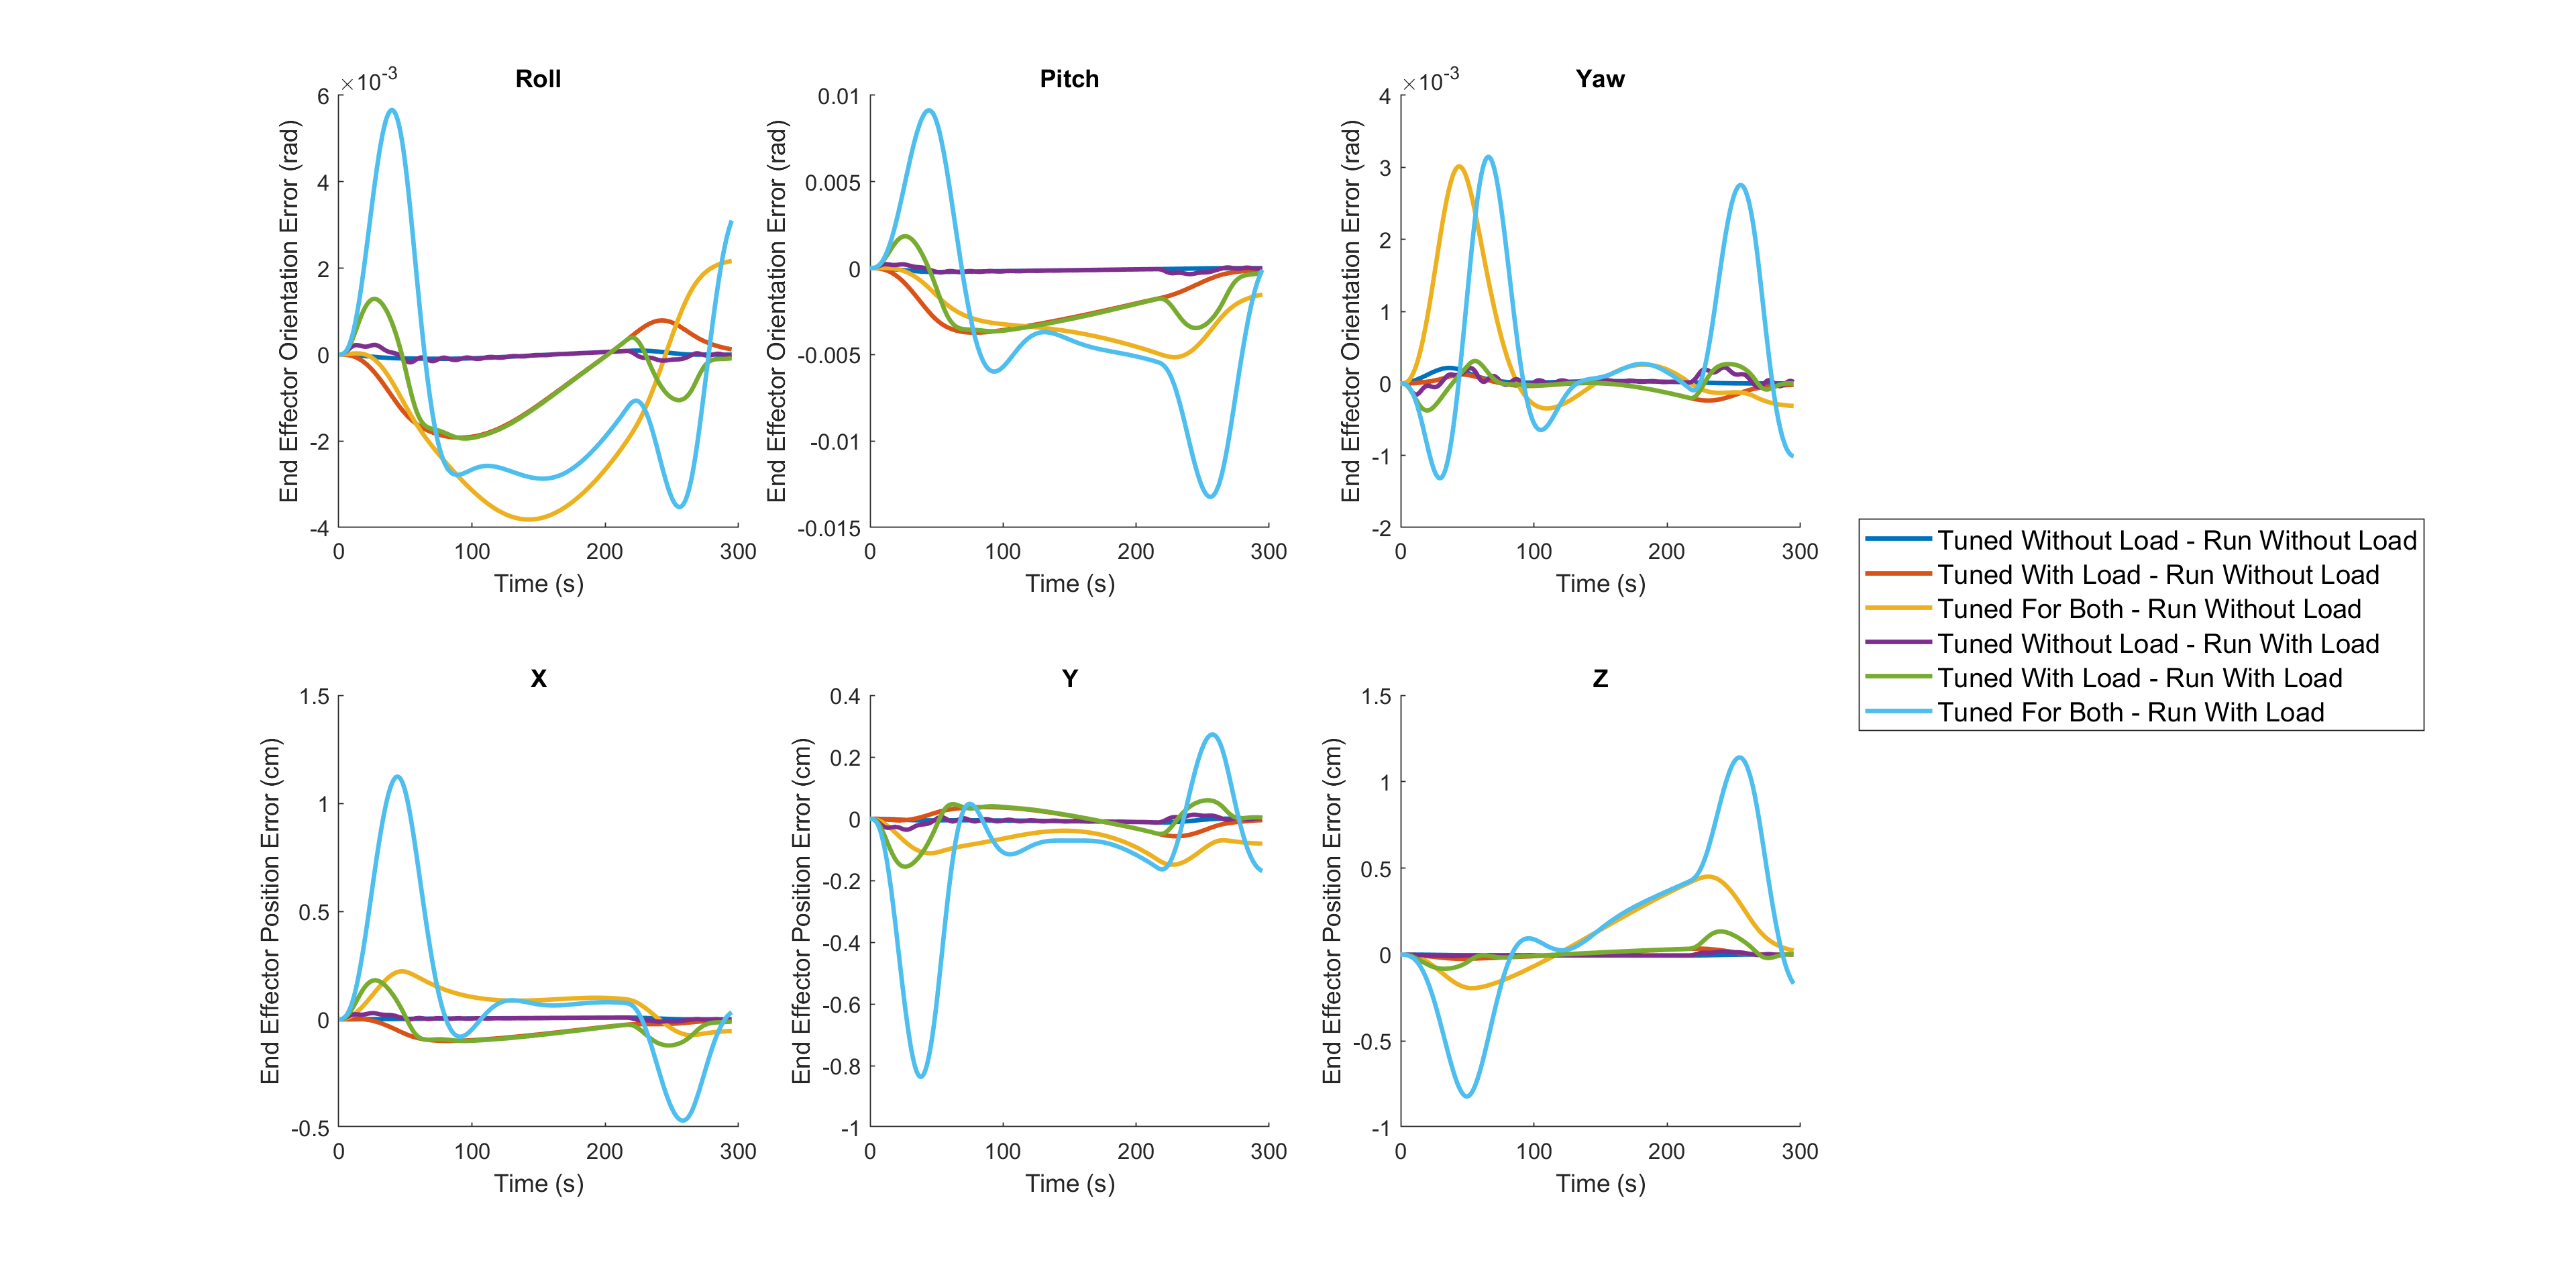 Roll
×10-3
6
4
2
0
-2
-4
0 100 200 300
Time (s)
End Effector Orientation Error (rad)
Pitch
0.01
0.005
0
-0.005
-0.01
-0.015
0 100 200 300
Time (s)
End Effector Orientation Error (rad)
Yaw
×10-3
4
3
2
1
0
-1
-2
0 100 200 300
Time (s)
End Effector Orientation Error (rad)
Tuned Without Load - Run Without Load
Tuned With Load - Run Without Load
Tuned For Both - Run Without Load
Tuned Without Load - Run With Load
Tuned With Load - Run With Load
Tuned For Both - Run With Load
X
1.5
1
0.5
0
-0.5
0 100 200 300
Time (s)
End Effector Position Error (cm)
Y
0.4
0.2
0
-0.2
-0.4
-0.6
-0.8
-1
0 100 200 300
Time (s)
End Effector Position Error (cm)
Z
1.5
1
0.5
0
-0.5
-1
0 100 200 300
Time (s)
End Effector Position Error (cm)